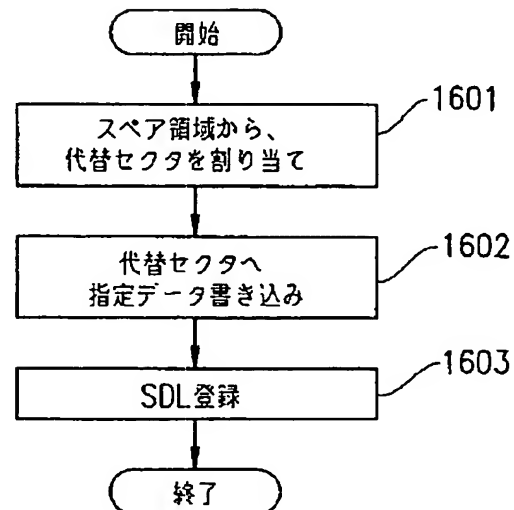 開始
スペア領域から、
代替セクタを割り当て
1601
代替セクタへ
指定データ書き込み
1602
SDL登録
1603
終了